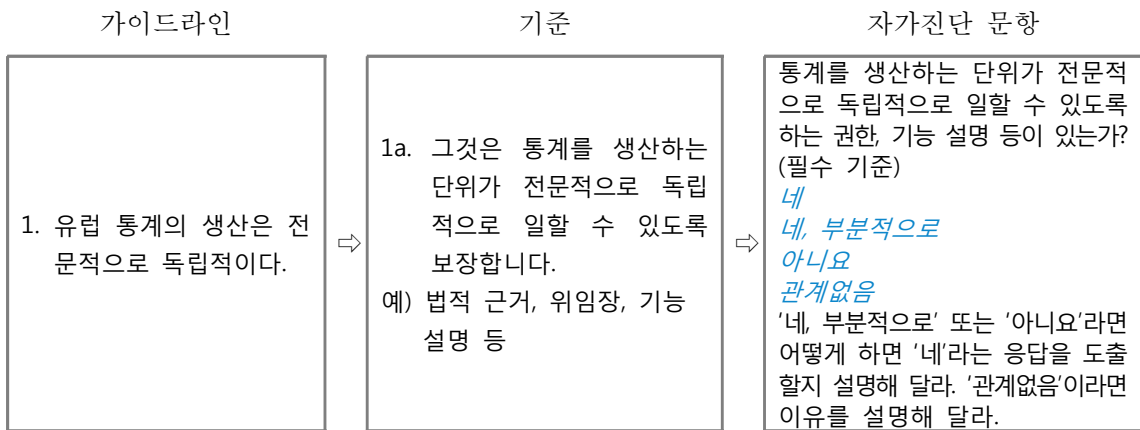 가이드라인
기준
자가진단 문항
1. 유럽 통계의 생산은 전
문적으로 독립적이다.
⇨
1a. 그것은 통계를 생산하는
단위가 전문적으로 독립
적으로 일할 수 있도록
보장합니다.
예) 법적 근거, 위임장, 기능
설명 등
⇨
통계를 생산하는 단위가 전문적
으로 독립적으로 일할 수 있도록
하는 권한, 기능 설명 등이 있는가?
(필수 기준)
네
네, 부분적으로
아니요
관계없음
'네, 부분적으로' 또는 '아니요'라면
어떻게 하면 '네'라는 응답을 도출
할지 설명해 달라. '관계없음'이라면
이유를 설명해 달라.